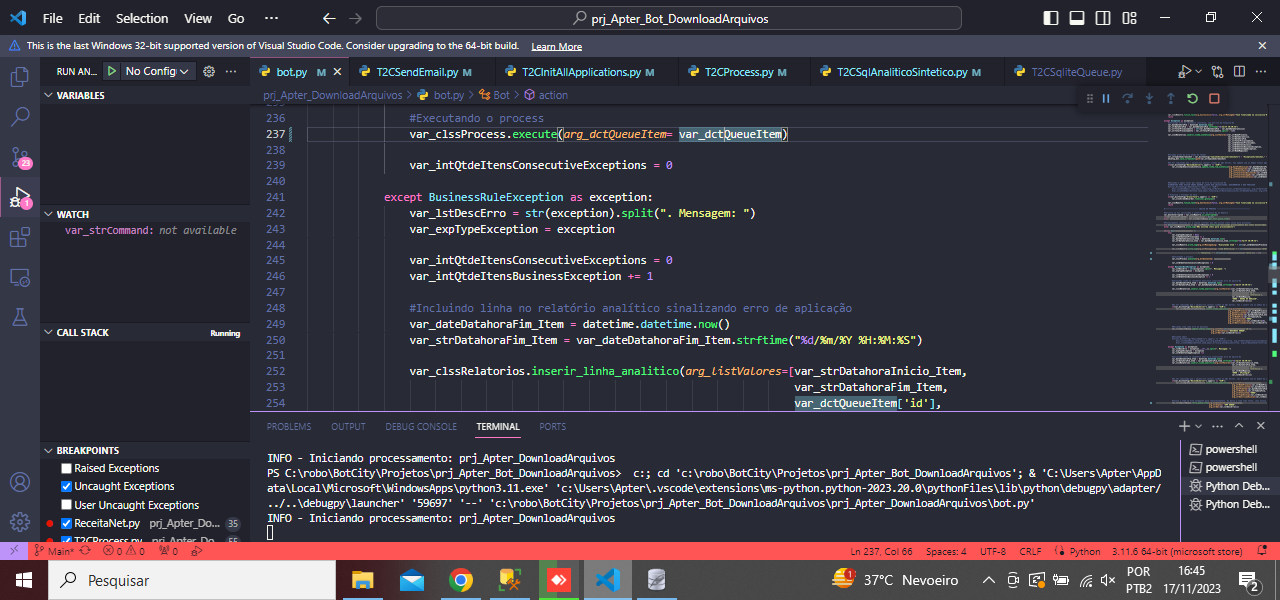 File Edit Selection View Go ··· prj_Apter_Bot_DownloadArquivos
This is the last Windows 32-bit supported version of Visual Studio Code. Consider upgrading to the 64-bit build. Learn More
RUN AN... No Config ···
bot.py M T2CSendEmail.py M T2CInitAllApplications.py M T2CProcess.py M T2CSqlAnaliticoSintetico.py M T2CSqliteQueue.py
prj_Apter_Bot_DownloadArquivos > bot.py > Bot > action
VARIABLES
WATCH
var_strCommand: not available
CALL STACK Running
BREAKPOINTS
Raised Exceptions
Uncaught Exceptions
User Uncaught Exceptions
ReceitaNet.py prj_Apter_Do... 35
T2CProcess.py prj_Apter_Do... 55
23
1
236 #Executando o process
237 var_clssProcess.execute(arg_dctQueueItem= var_dctQueueItem)
238
239 var_intQtdeItensConsecutiveExceptions = 0
240
241 except BusinessRuleException as exception:
242 var_lstDescErro = str(exception).split(". Mensagem: ")
243 var_expTypeException = exception
244
245 var_intQtdeItensConsecutiveExceptions = 0
246 var_intQtdeItensBusinessException += 1
247
248 #Incluindo linha no relatório analítico sinalizando erro de aplicação
249 var_dateDatahoraFim_Item = datetime.datetime.now()
250 var_strDatahoraFim_Item = var_dateDatahoraFim_Item.strftime("%d/%m/%Y %H:%M:%S")
251
252 var_clssRelatorios.inserir_linha_analitico(arg_listValores=[var_strDatahoraInicio_Item,
253 var_strDatahoraFim_Item,
254 var_dctQueueItem['id'],
PROBLEMS OUTPUT DEBUG CONSOLE TERMINAL PORTS
INFO - Iniciando processamento: prj_Apter_DownloadArquivos
PS C:\robo\BotCity\Projetos\prj_Apter_Bot_DownloadArquivos> c:; cd 'c:\robo\BotCity\Projetos\prj_Apter_Bot_DownloadArquivos'; & 'C:\Users\Apter\AppD
ata\Local\Microsoft\WindowsApps\python3.11.exe' 'c:\Users\Apter\.vscode\extensions\ms-python.python-2023.20.0\pythonFiles\lib\python\debugpy\adapter/
../..\debugpy\launcher' '59697' '--' 'c:\robo\BotCity\Projetos\prj_Apter_Bot_DownloadArquivos\prj_Apter_DownloadArquivos\bot.py'
INFO - Iniciando processamento: prj_Apter_DownloadArquivos
powershell
powershell
Python Deb...
Python Deb...
Main* 0 0 0 Ln 237, Col 66 Spaces: 4 UTF-8 CRLF Python 3.11.6 64-bit (microsoft store)
Pesquisar 37°C Nevoeiro POR PTB2 16:45 17/11/2023 2